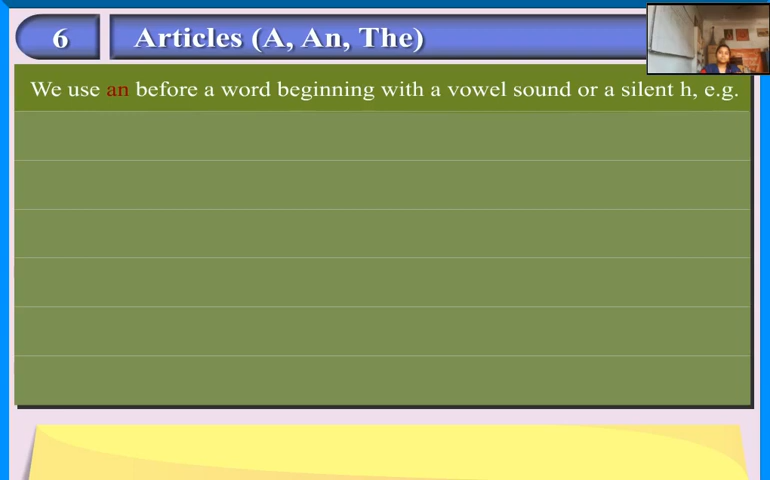 6
Articles (A, An, The)
We use an before a word beginning with a vowel sound or a silent h, e.g.